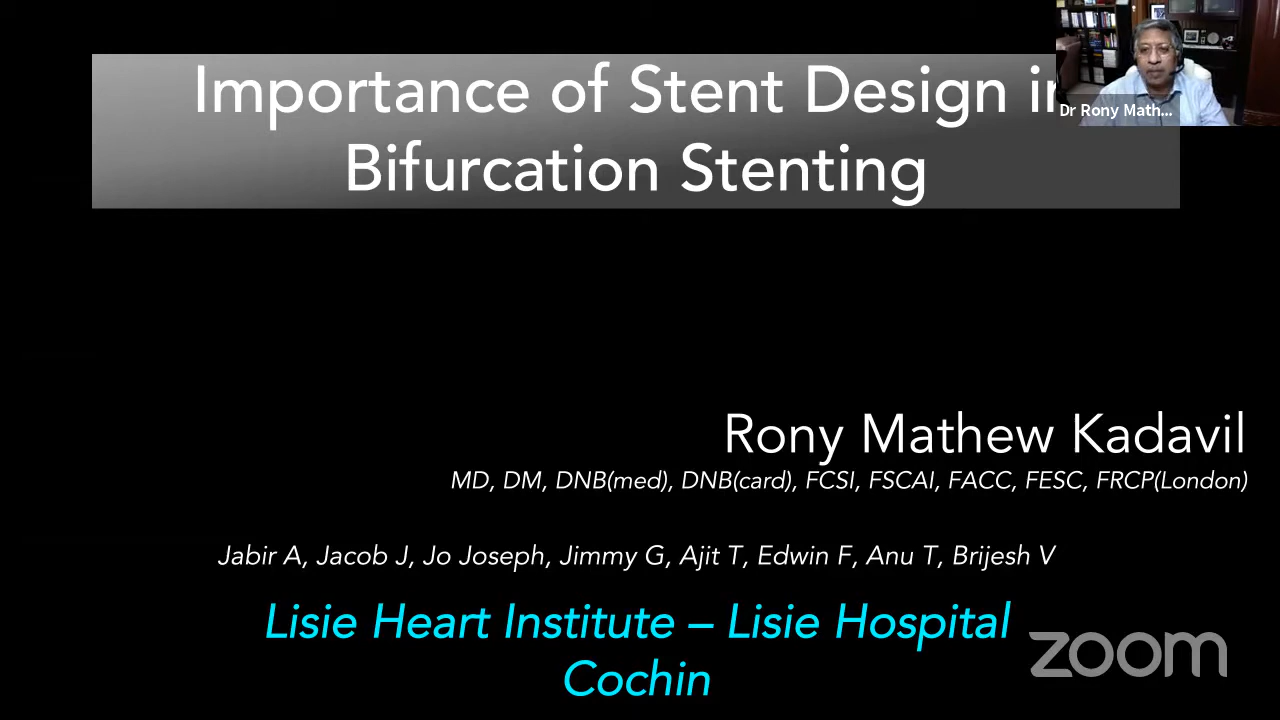 Importance of Stent Design in
Bifurcation Stenting
Dr Rony Math...
Rony Mathew Kadavil
MD, DM, DNB(med), DNB(card), FCSI, FSCAI, FACC, FESC, FRCP(London)
Jabir A, Jacob J, Jo Joseph, Jimmy G, Ajit T, Edwin F, Anu T, Brijesh V
Lisie Heart Institute – Lisie Hospital
Cochin
zoom